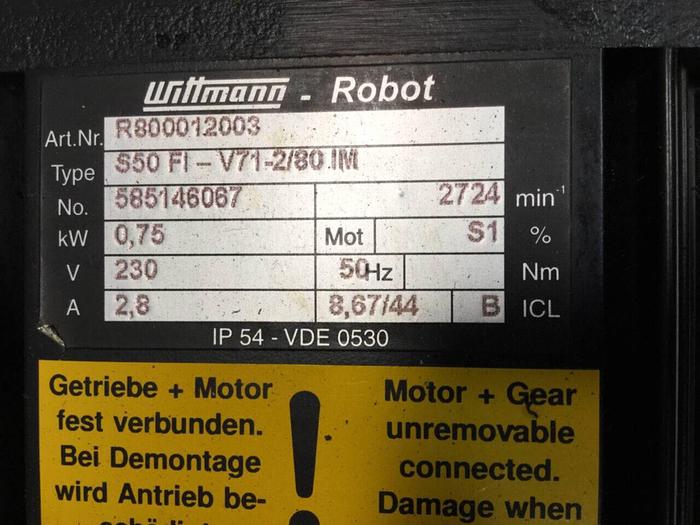 Wittmann - Robot
Art.Nr. R800012003
Type S50 FI - V71-2/80 IM
No. 585146067 2724 min⁻¹
kW 0,75 Mot S1 %
V 230 50Hz Nm
A 2,8 8,67/44 B ICL
IP 54 - VDE 0530
Getriebe + Motor
fest verbunden.
Bei Demontage
wird Antrieb be-
!
Motor + Gear
unremovable
connected.
Damage when